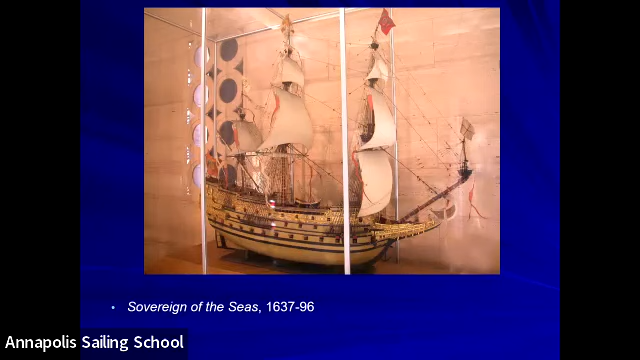 • Sovereign of the Seas, 1637-96
Annapolis Sailing School